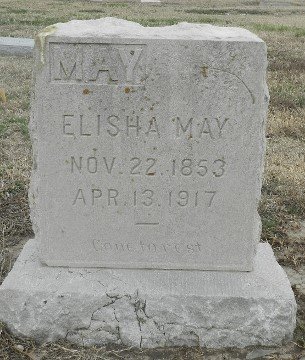 MAY
ELISHA MAY
NOV. 22. 1853
APR. 13. 1917
Gone to rest